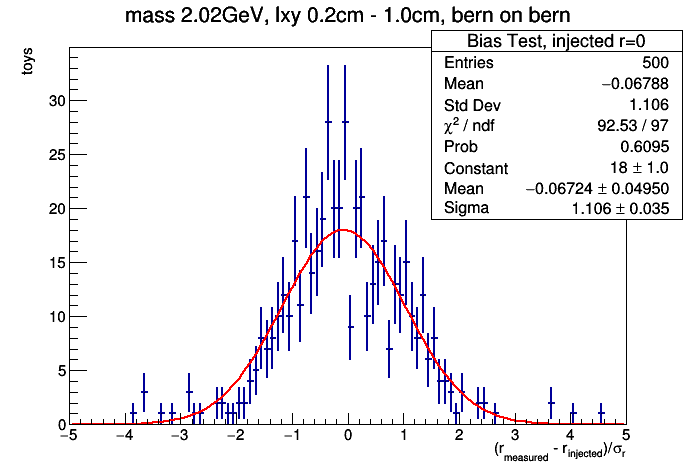 mass 2.02GeV, lxy 0.2cm - 1.0cm, bern on bern
Bias Test, injected r=0
Entries 500
Mean −0.06788
Std Dev 1.106
χ² / ndf 92.53 / 97
Prob 0.6095
Constant 18 ± 1.0
Mean −0.06724 ± 0.04950
Sigma 1.106 ± 0.035
toys
30
25
20
15
10
5
0
−5 −4 −3 −2 −1 0 1 2 3 4 5
(r_measured - r_injected)/σ_r